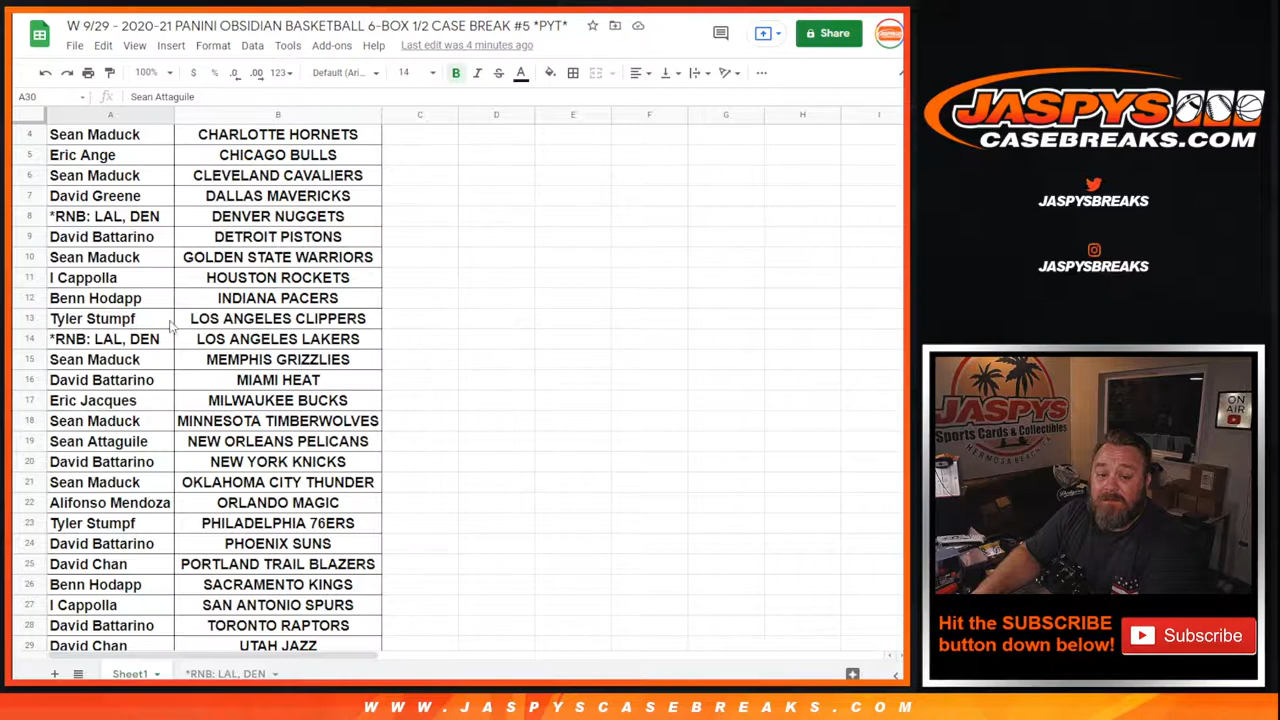 W 9/29 - 2020-21 PANINI OBSIDIAN BASKETBALL 6-BOX 1/2 CASE BREAK #5 *PYT*
File Edit View Insert Format Data Tools Add-ons Help Last edit was 4 minutes ago
Share
100% $ % .0 .00 123 Default (Ari... 14 B I S A
A30 fx Sean Attaguile
A B C D E F G H I
4 Sean Maduck CHARLOTTE HORNETS
5 Eric Ange CHICAGO BULLS
6 Sean Maduck CLEVELAND CAVALIERS
7 David Greene DALLAS MAVERICKS
8 *RNB: LAL, DEN DENVER NUGGETS
9 David Battarino DETROIT PISTONS
10 Sean Maduck GOLDEN STATE WARRIORS
11 I Cappolla HOUSTON ROCKETS
12 Benn Hodapp INDIANA PACERS
13 Tyler Stumpf LOS ANGELES CLIPPERS
14 *RNB: LAL, DEN LOS ANGELES LAKERS
15 Sean Maduck MEMPHIS GRIZZLIES
16 David Battarino MIAMI HEAT
17 Eric Jacques MILWAUKEE BUCKS
18 Sean Maduck MINNESOTA TIMBERWOLVES
19 Sean Attaguile NEW ORLEANS PELICANS
20 David Battarino NEW YORK KNICKS
21 Sean Maduck OKLAHOMA CITY THUNDER
22 Alifonso Mendoza ORLANDO MAGIC
23 Tyler Stumpf PHILADELPHIA 76ERS
24 David Battarino PHOENIX SUNS
25 David Chan PORTLAND TRAIL BLAZERS
26 Benn Hodapp SACRAMENTO KINGS
27 I Cappolla SAN ANTONIO SPURS
28 David Battarino TORONTO RAPTORS
29 David Chan UTAH JAZZ
Sheet1 *RNB: LAL, DEN
JASPYS
CASEBREAKS.COM
JASPYSBREAKS
JASPYSBREAKS
JASPYS
Sports Cards & Collectibles
HERMOSA BEACH
ON AIR
Hit the SUBSCRIBE
button down below!
Subscribe
WWW.JASPYSCASEBREAKS.COM